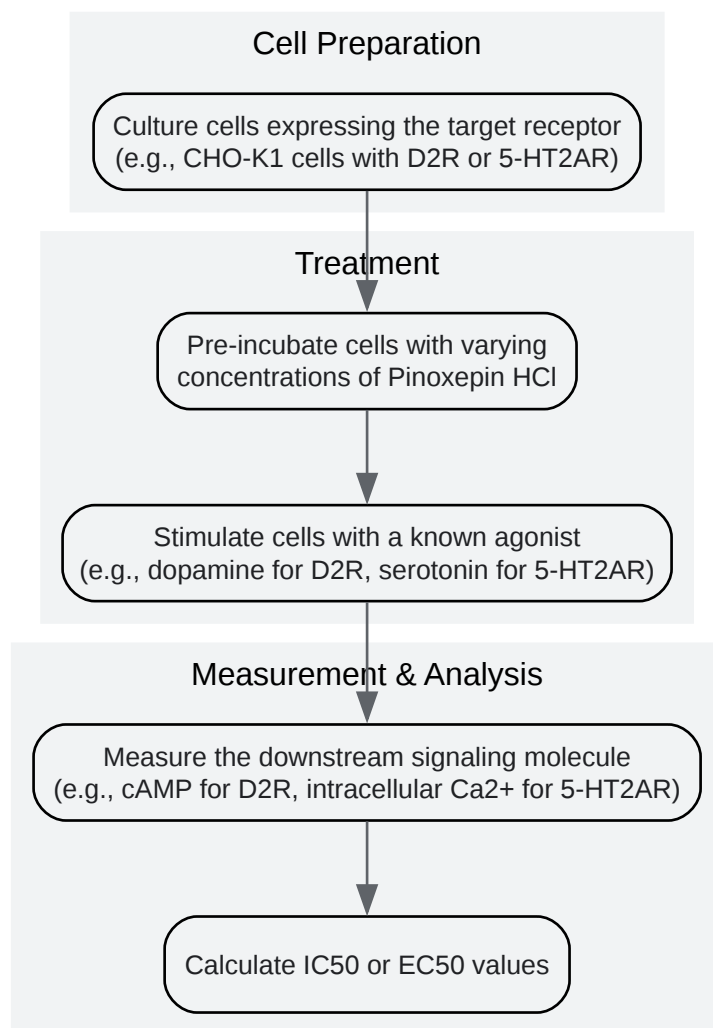 Cell Preparation
Culture cells expressing the target receptor
(e.g., CHO-K1 cells with D2R or 5-HT2AR)
Treatment
Pre-incubate cells with varying
concentrations of Pinoxepin HCl
Stimulate cells with a known agonist
(e.g., dopamine for D2R, serotonin for 5-HT2AR)
Measurement & Analysis
Measure the downstream signaling molecule
(e.g., cAMP for D2R, intracellular Ca2+ for 5-HT2AR)
Calculate IC50 or EC50 values